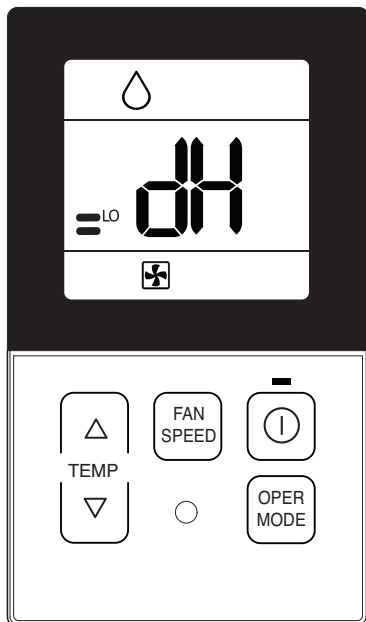 dH
LO
FAN
SPEED
TEMP
OPER
MODE